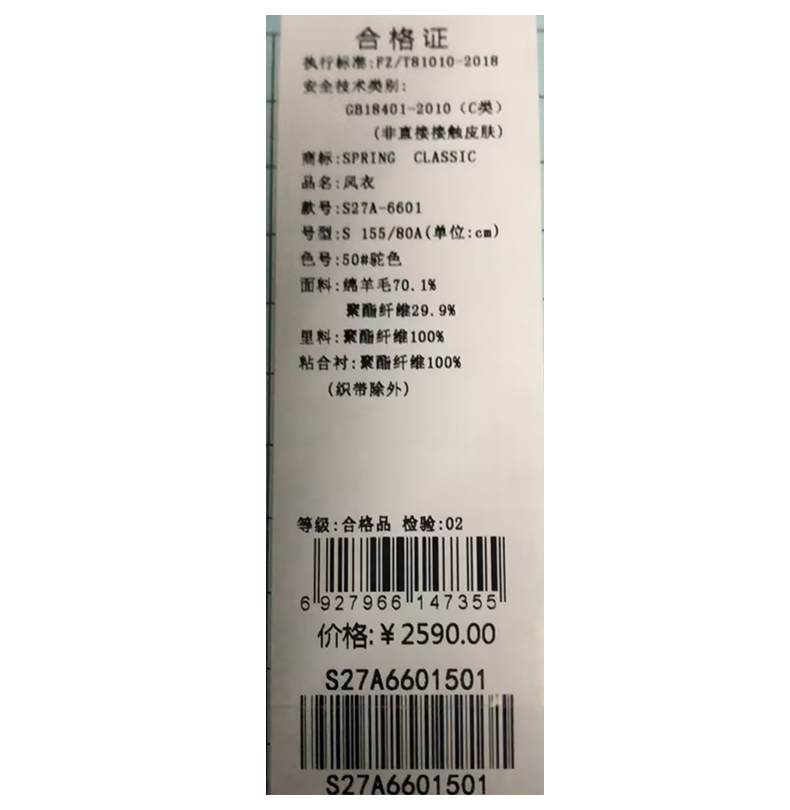 合格证
执行标准:FZ/T81010-2018
安全技术类别:
GB18401-2010（C类）
（非直接接触皮肤）
商标:SPRING CLASSIC
品名:风衣
款号:S27A-6601
号型:S 155/80A(单位:cm)
色号:50#驼色
面料:绵羊毛70.1%
聚酯纤维29.9%
里料:聚酯纤维100%
粘合衬:聚酯纤维100%
（织带除外）
等级:合格品 检验:02
6 927966 147355
价格:¥2590.00
S27A6601501
S27A6601501